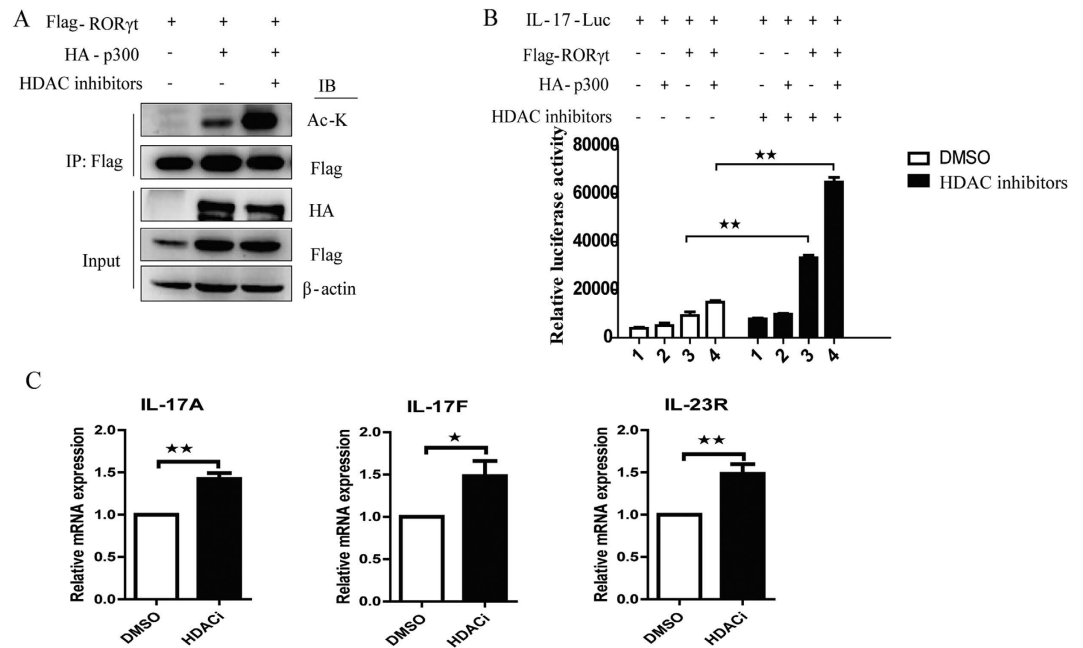 A
Flag-RORγt + + +
HA-p300 - + +
HDAC inhibitors - - +
IB
IP: Flag
Ac-K
Flag
Input
HA
Flag
β-actin
B
IL-17-Luc + + + + + + + +
Flag-RORγt - - + + - - + +
HA-p300 - + - + - + - +
HDAC inhibitors - - - - + + + +
Relative luciferase activity
80000
60000
40000
20000
0
★★
★★
1 2 3 4 1 2 3 4
DMSO
HDAC inhibitors
C
IL-17A
Relative mRNA expression
2.0
1.5
1.0
0.5
0.0
★★
DMSO HDACi
IL-17F
Relative mRNA expression
2.0
1.5
1.0
0.5
0.0
★
DMSO HDACi
IL-23R
Relative mRNA expression
2.0
1.5
1.0
0.5
0.0
★★
DMSO HDACi